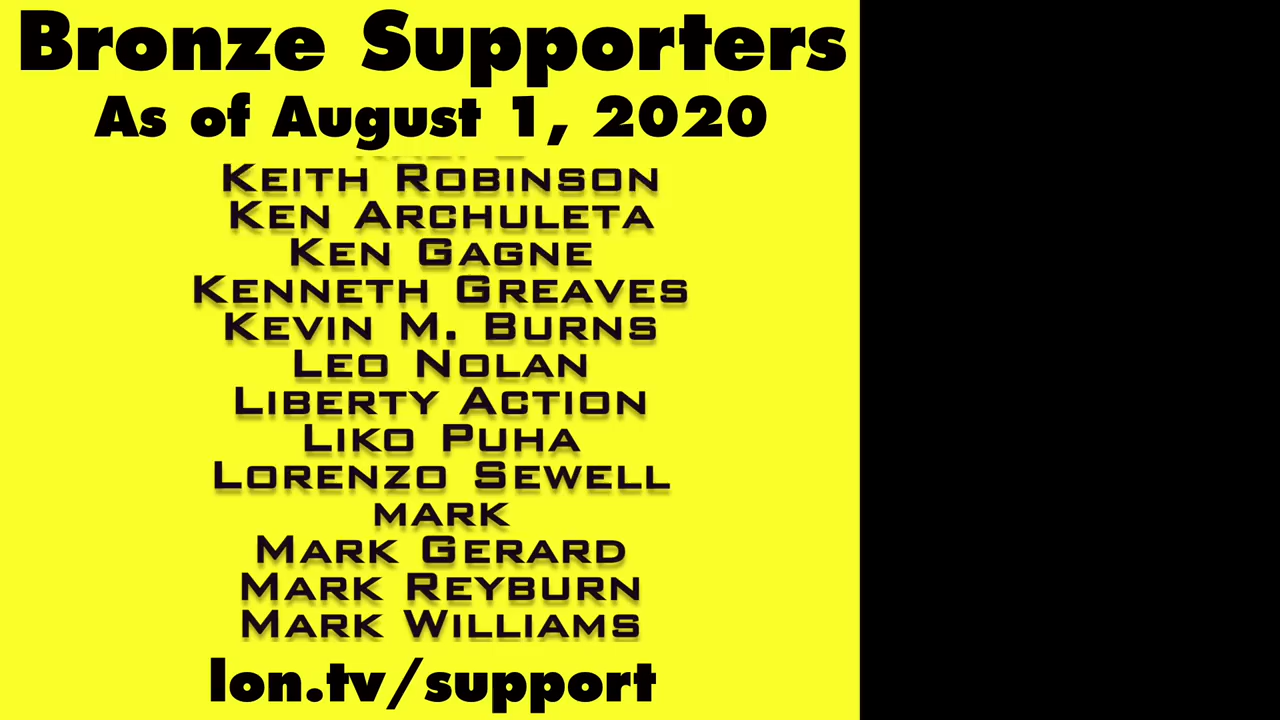 Bronze Supporters
As of August 1, 2020
Keith Robinson
Ken Archuleta
Ken Gagne
Kenneth Greaves
Kevin M. Burns
Leo Nolan
Liberty Action
Liko Puha
Lorenzo Sewell
mark
Mark Gerard
Mark Reyburn
Mark Williams
lon.tv/support